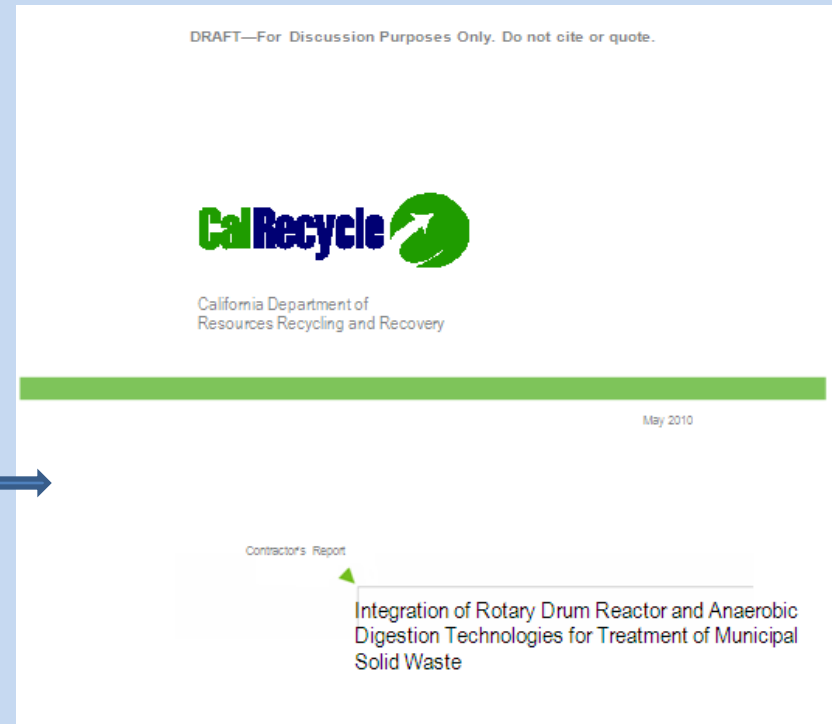 DRAFT—For Discussion Purposes Only. Do not cite or quote.
CalRecycle
California Department of
Resources Recycling and Recovery
May 2010
Contractor's Report
Integration of Rotary Drum Reactor and Anaerobic
Digestion Technologies for Treatment of Municipal
Solid Waste